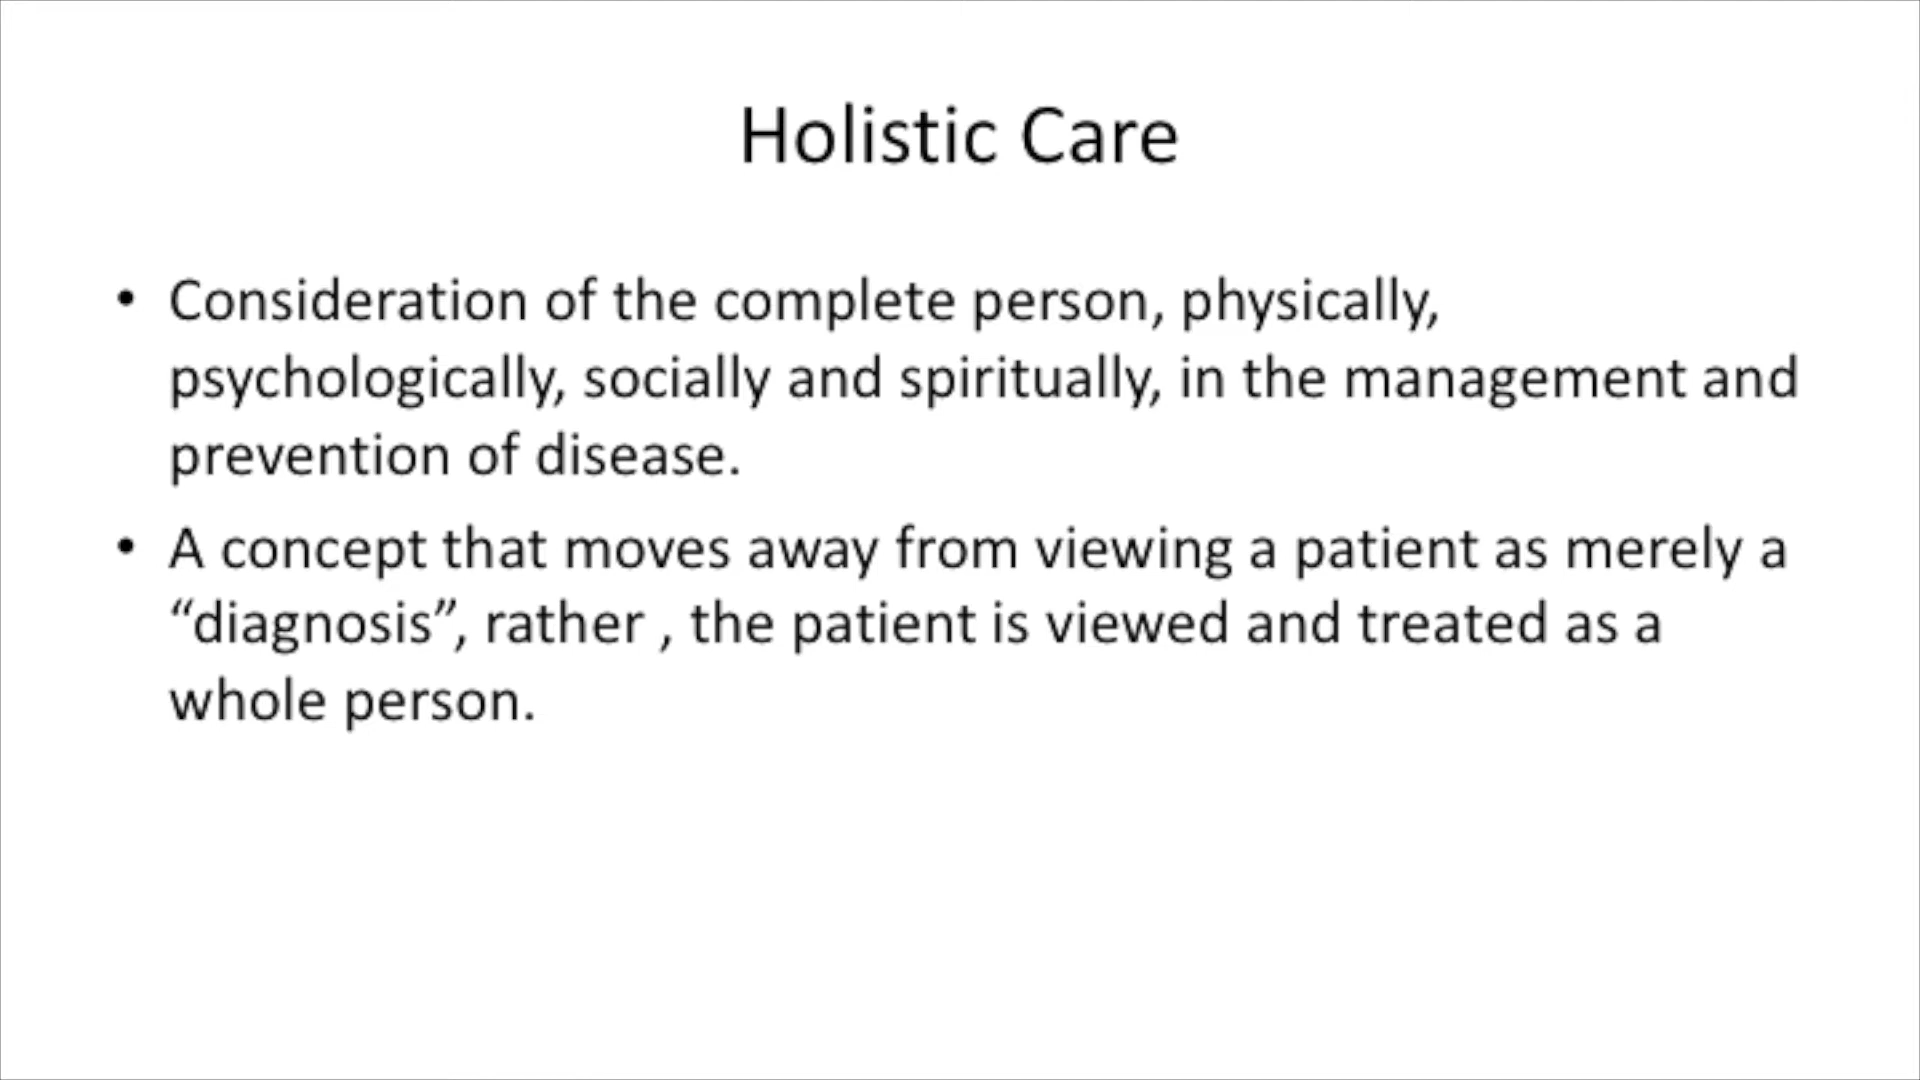 Holistic Care
• Consideration of the complete person, physically,
psychologically, socially and spiritually, in the management and
prevention of disease.
• A concept that moves away from viewing a patient as merely a
“diagnosis”, rather , the patient is viewed and treated as a
whole person.